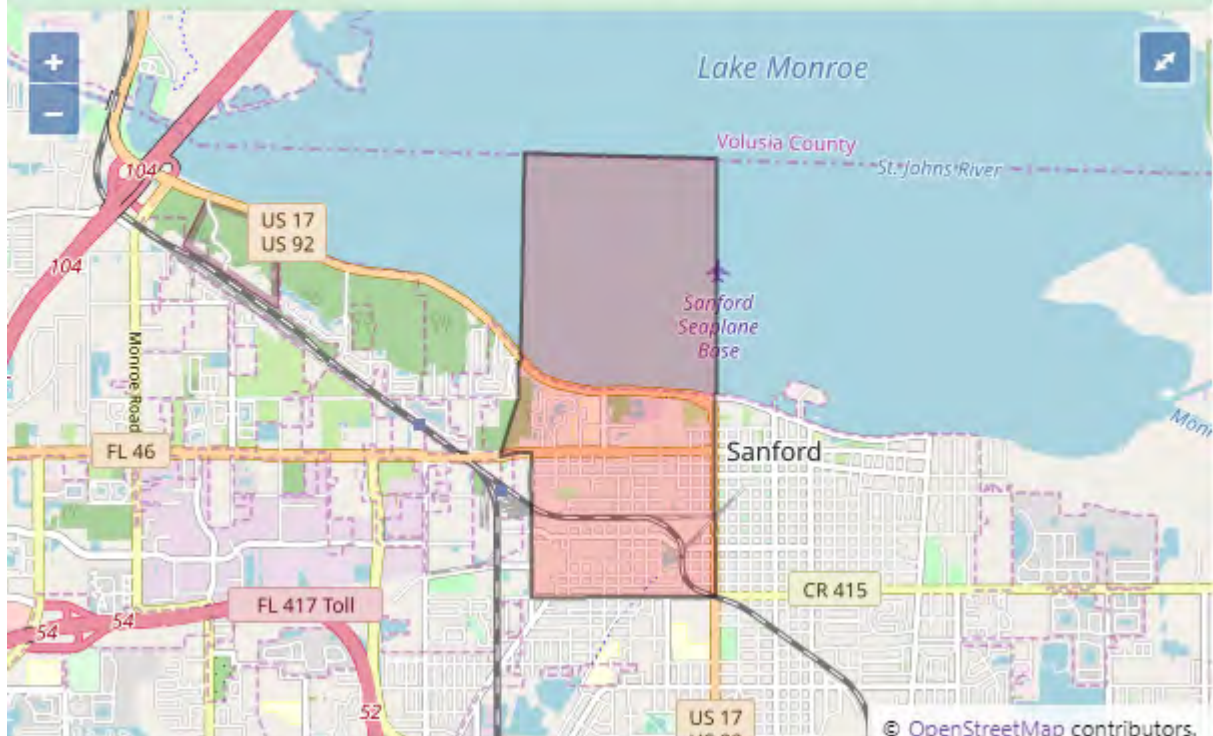 +
−
Lake Monroe
Volusia County
St. Johns River
104
US 17
US 92
104
Sanford
Seaplane
Base
Monroe Road
FL 46
Sanford
FL 417 Toll
CR 415
54
54
52
US 17
© OpenStreetMap contributors.